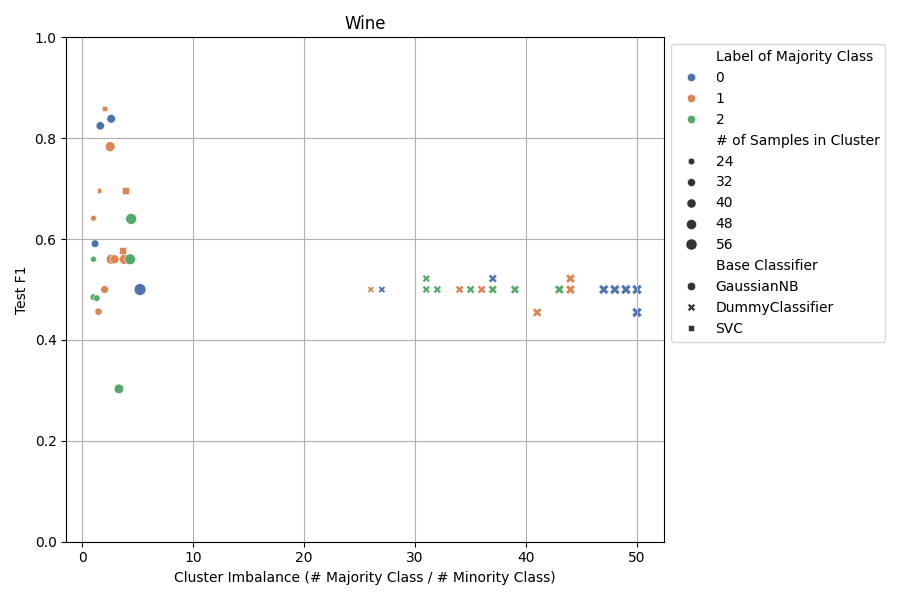 Wine
1.0
0.8
0.6
0.4
0.2
0.0
Test F1
0 10 20 30 40 50
Cluster Imbalance (# Majority Class / # Minority Class)
Label of Majority Class
0
1
2
# of Samples in Cluster
24
32
40
48
56
Base Classifier
GaussianNB
DummyClassifier
SVC